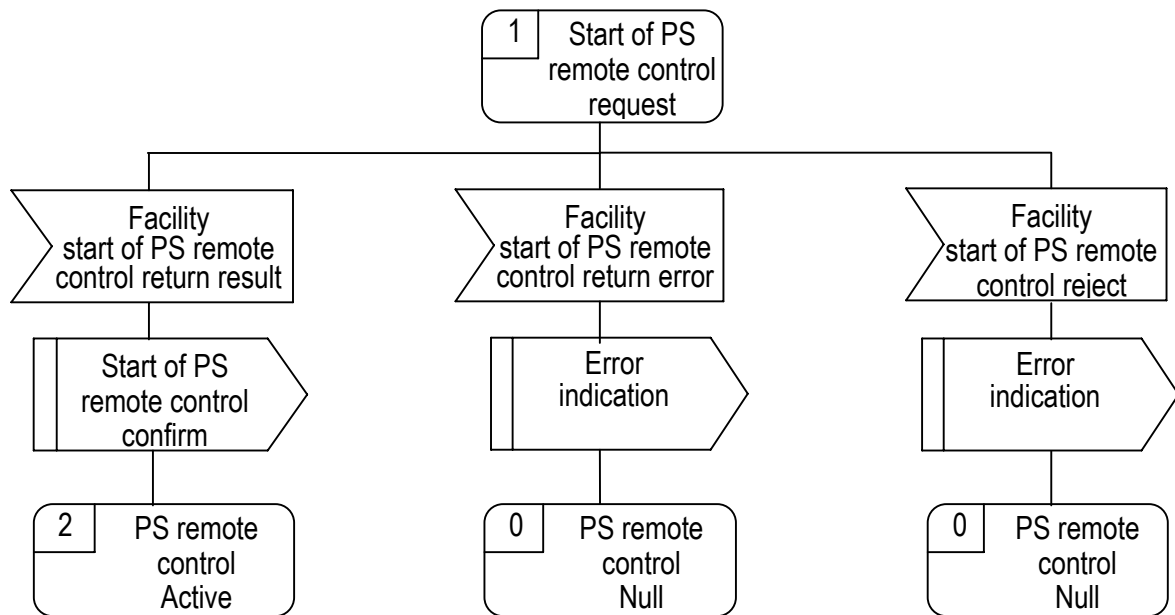 1
Start of PS
remote control
request
Facility
start of PS remote
control return result
Facility
start of PS remote
control return error
Facility
start of PS remote
control reject
Start of PS
remote control
confirm
Error
indication
Error
indication
2
PS remote
control
Active
0
PS remote
control
Null
0
PS remote
control
Null